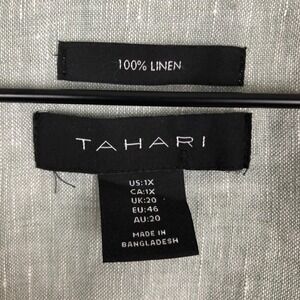 100% LINEN
TAHARI
US:1X
CA:1X
UK:20
EU:46
AU:20
MADE IN
BANGLADESH